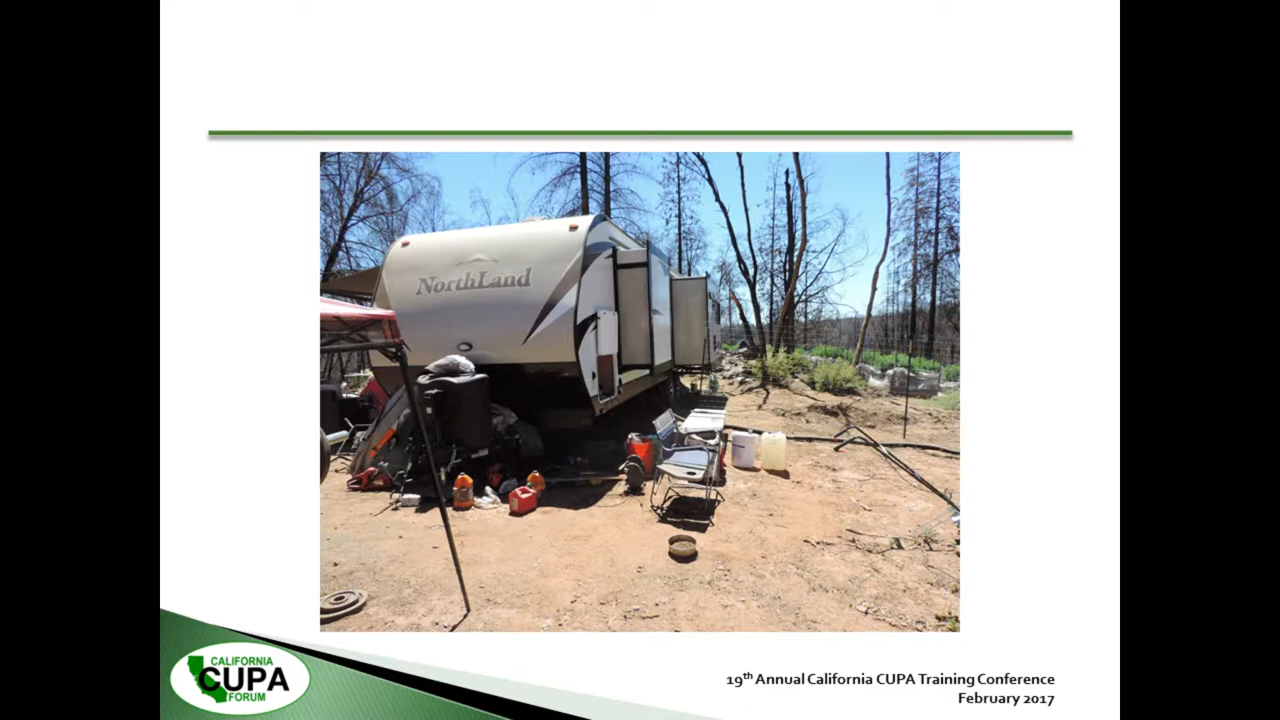 NorthLand
CALIFORNIA
CUPA
FORUM
19th Annual California CUPA Training Conference
February 2017